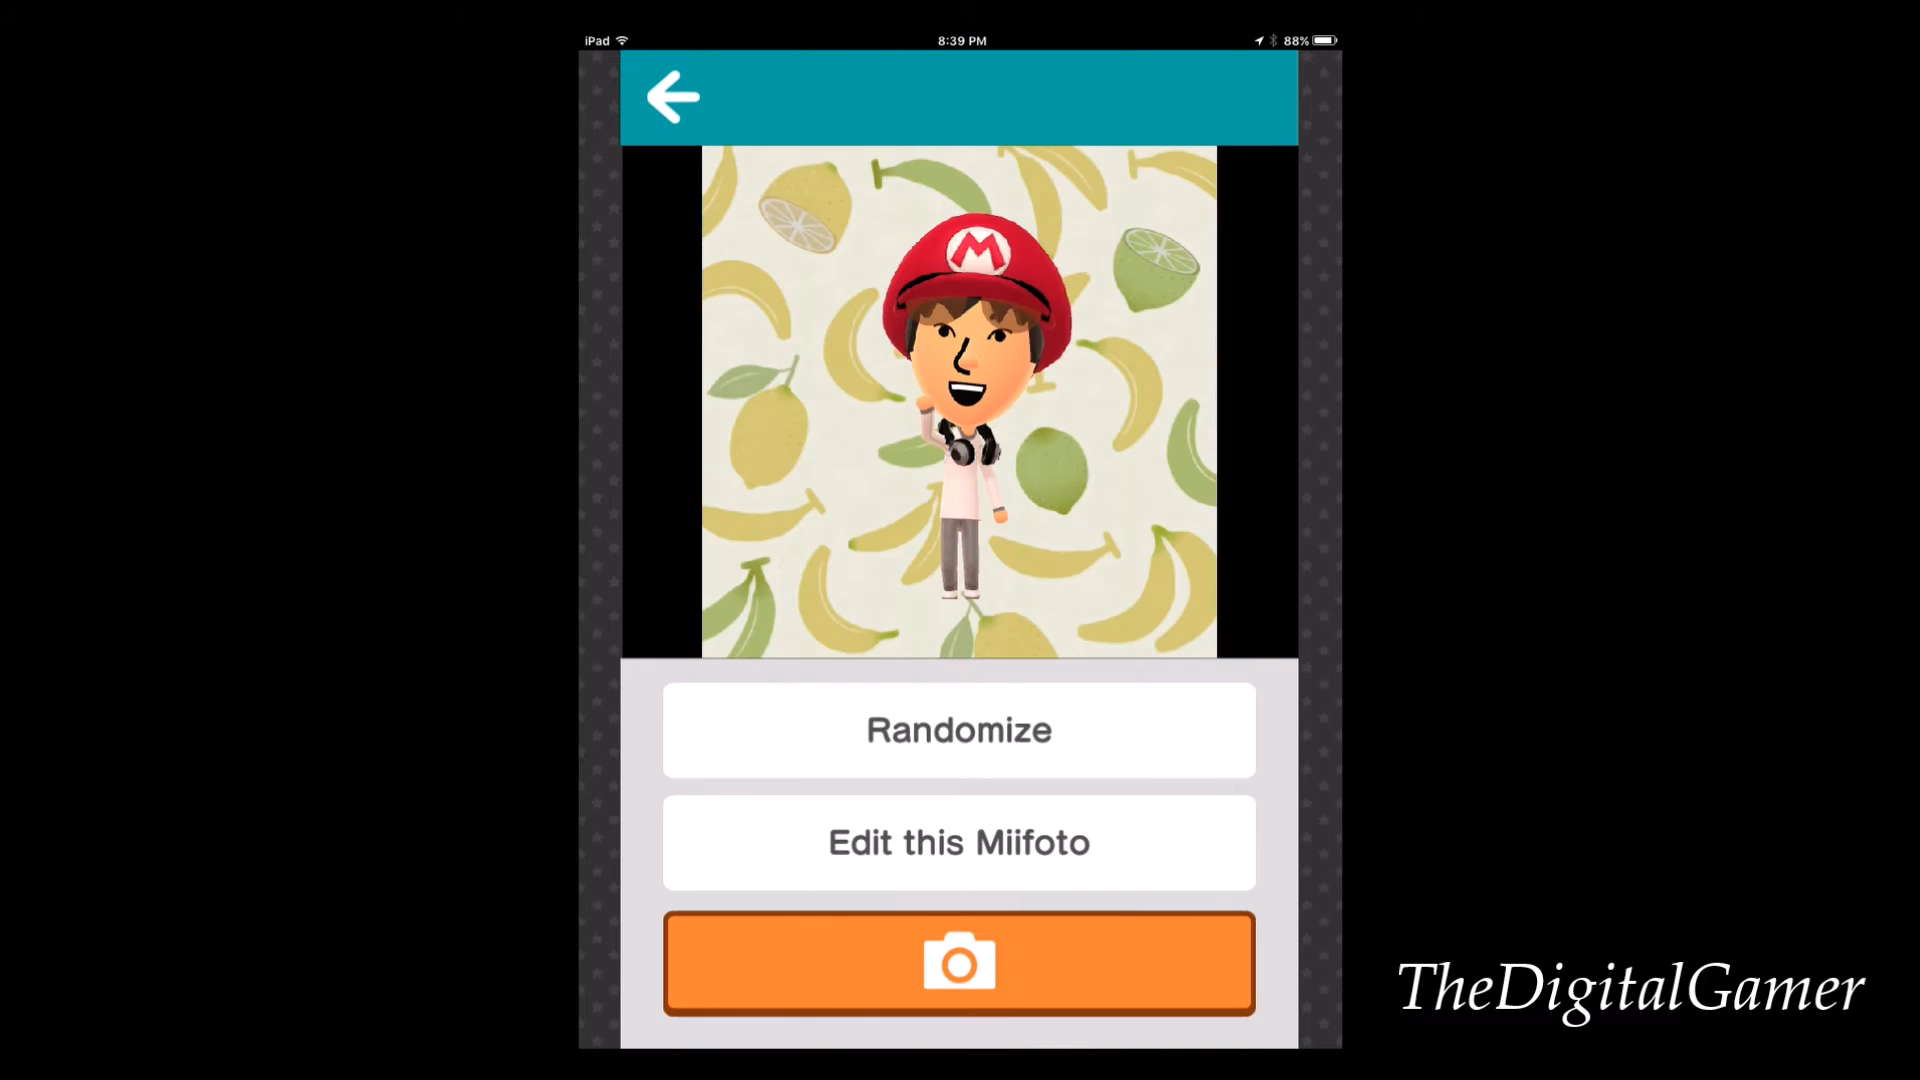 iPad 8:39 PM 88%
M
Randomize
Edit this Miifoto
TheDigitalGamer